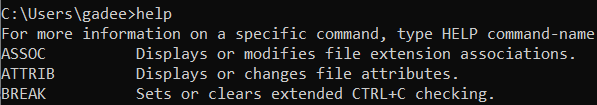 C:\Users\gadee>help
For more information on a specific command, type HELP command-name
ASSOC          Displays or modifies file extension associations.
ATTRIB         Displays or changes file attributes.
BREAK          Sets or clears extended CTRL+C checking.